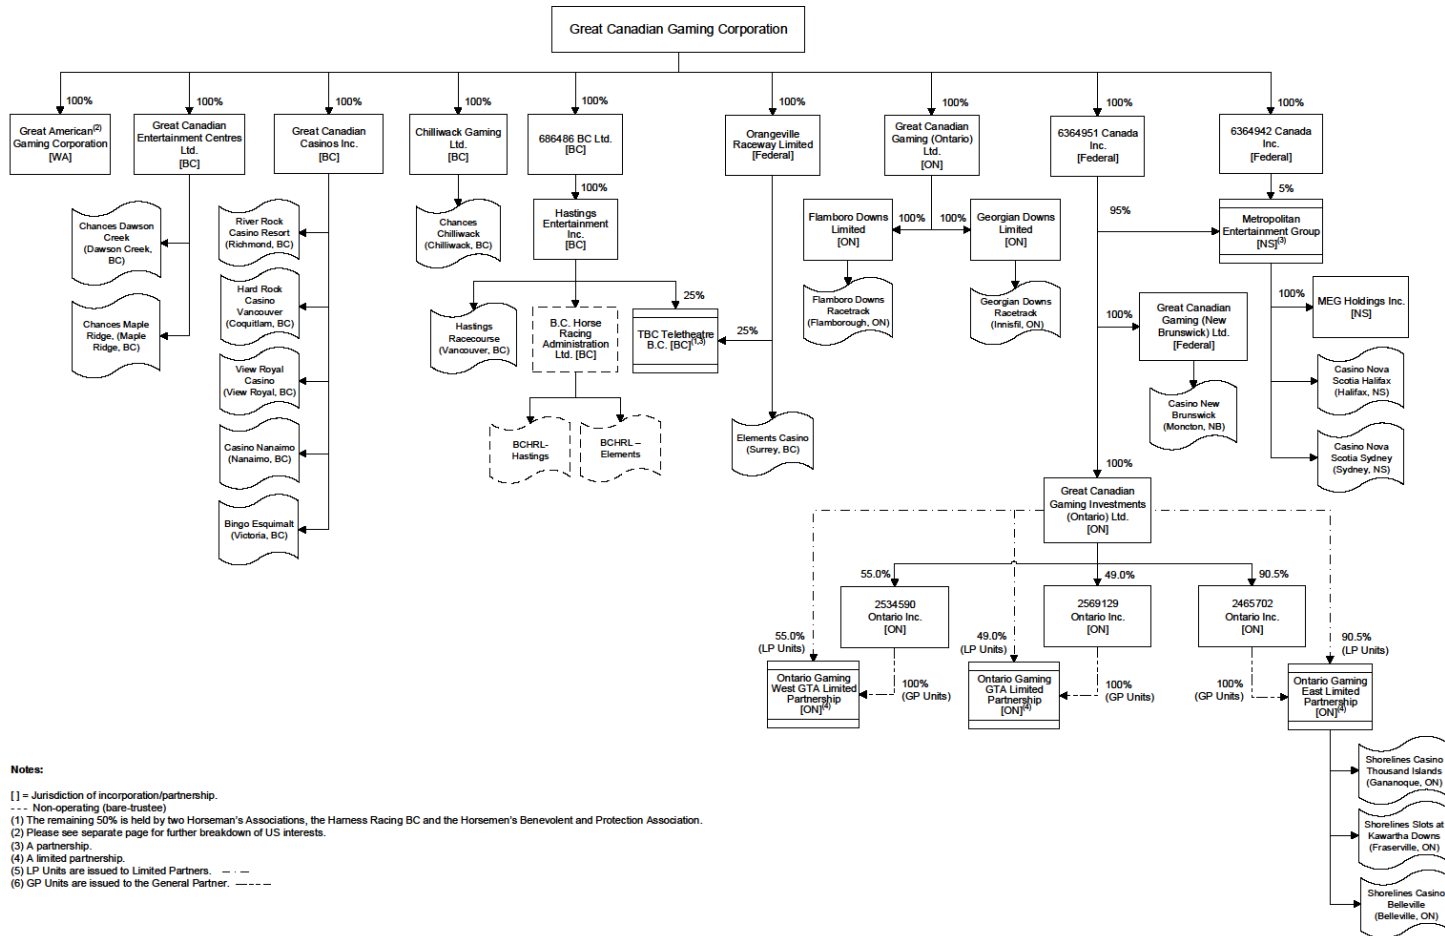 Great Canadian Gaming Corporation
100%
100%
100%
100%
100%
100%
100%
100%
100%
Great American(2)
Gaming Corporation
[WA]
Great Canadian
Entertainment Centres
Ltd.
[BC]
Great Canadian
Casinos Inc.
[BC]
Chilliwack Gaming
Ltd.
[BC]
686486 BC Ltd.
[BC]
Orangeville
Raceway Limited
[Federal]
Great Canadian
Gaming (Ontario)
Ltd.
[ON]
6364951 Canada
Inc.
[Federal]
6364942 Canada
Inc.
[Federal]
100%
5%
Chances Dawson
Creek
(Dawson Creek,
BC)
River Rock
Casino Resort
(Richmond, BC)
Chances
Chilliwack
(Chilliwack, BC)
Hastings
Entertainment
Inc.
[BC]
Flamboro Downs
Limited
[ON]
100%
100%
Georgian Downs
Limited
[ON]
95%
Metropolitan
Entertainment Group
[NS](3)
Chances Maple
Ridge, (Maple
Ridge, BC)
Hard Rock
Casino
Vancouver
(Coquitlam, BC)
Hastings
Racecourse
(Vancouver, BC)
B.C. Horse
Racing
Administration
Ltd. [BC]
25%
TBC Teletheatre
B.C. [BC](1,3)
25%
Flamboro Downs
Racetrack
(Flamborough, ON)
Georgian Downs
Racetrack
(Innisfil, ON)
100%
Great Canadian
Gaming (New
Brunswick) Ltd.
[Federal]
100%
MEG Holdings Inc.
[NS]
View Royal
Casino
(View Royal, BC)
Casino Nova
Scotia Halifax
(Halifax, NS)
Casino Nanaimo
(Nanaimo, BC)
BCHRL-
Hastings
BCHRL –
Elements
Elements Casino
(Surrey, BC)
Casino New
Brunswick
(Moncton, NB)
Casino Nova
Scotia Sydney
(Sydney, NS)
Bingo Esquimalt
(Victoria, BC)
100%
Great Canadian
Gaming Investments
(Ontario) Ltd.
[ON]
55.0%
49.0%
90.5%
2534590
Ontario Inc.
[ON]
2569129
Ontario Inc.
[ON]
2465702
Ontario Inc.
[ON]
55.0%
(LP Units)
49.0%
(LP Units)
90.5%
(LP Units)
Ontario Gaming
West GTA Limited
Partnership
[ON](4)
100%
(GP Units)
Ontario Gaming
GTA Limited
Partnership
[ON](4)
100%
(GP Units)
100%
(GP Units)
Ontario Gaming
East Limited
Partnership
[ON](4)
Shorelines Casino
Thousand Islands
(Gananoque, ON)
Shorelines Slots at
Kawartha Downs
(Fraserville, ON)
Shorelines Casino
Belleville
(Belleville, ON)
Notes:
[ ] = Jurisdiction of incorporation/partnership.
- - - Non-operating (bare-trustee)
(1) The remaining 50% is held by two Horseman's Associations, the Harness Racing BC and the Horsemen's Benevolent and Protection Association.
(2) Please see separate page for further breakdown of US interests.
(3) A partnership.
(4) A limited partnership.
(5) LP Units are issued to Limited Partners.
(6) GP Units are issued to the General Partner.